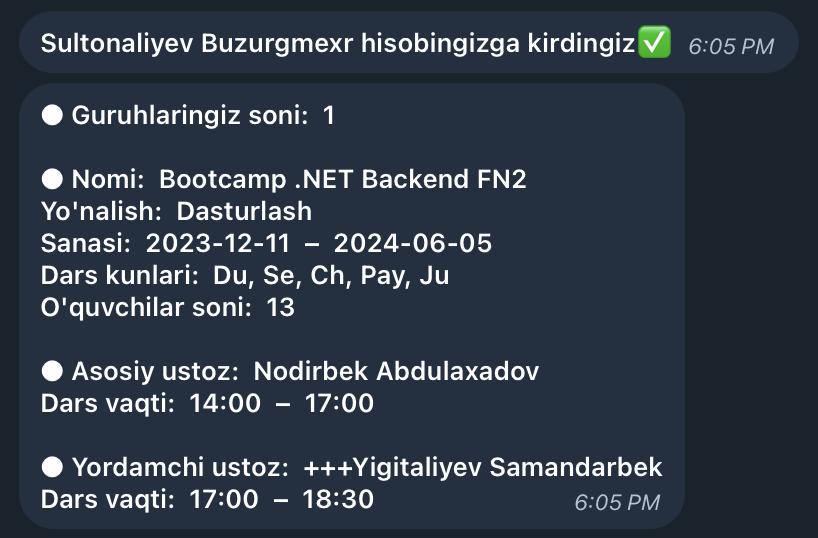 Sultonaliyev Buzurgmexr hisobingizga kirdingiz✅ 6:05 PM
● Guruhlaringiz soni: 1
● Nomi: Bootcamp .NET Backend FN2
Yo'nalish: Dasturlash
Sanasi: 2023-12-11 – 2024-06-05
Dars kunlari: Du, Se, Ch, Pay, Ju
O'quvchilar soni: 13
● Asosiy ustoz: Nodirbek Abdulaxadov
Dars vaqti: 14:00 – 17:00
● Yordamchi ustoz: +++Yigitaliyev Samandarbek
Dars vaqti: 17:00 – 18:30 6:05 PM